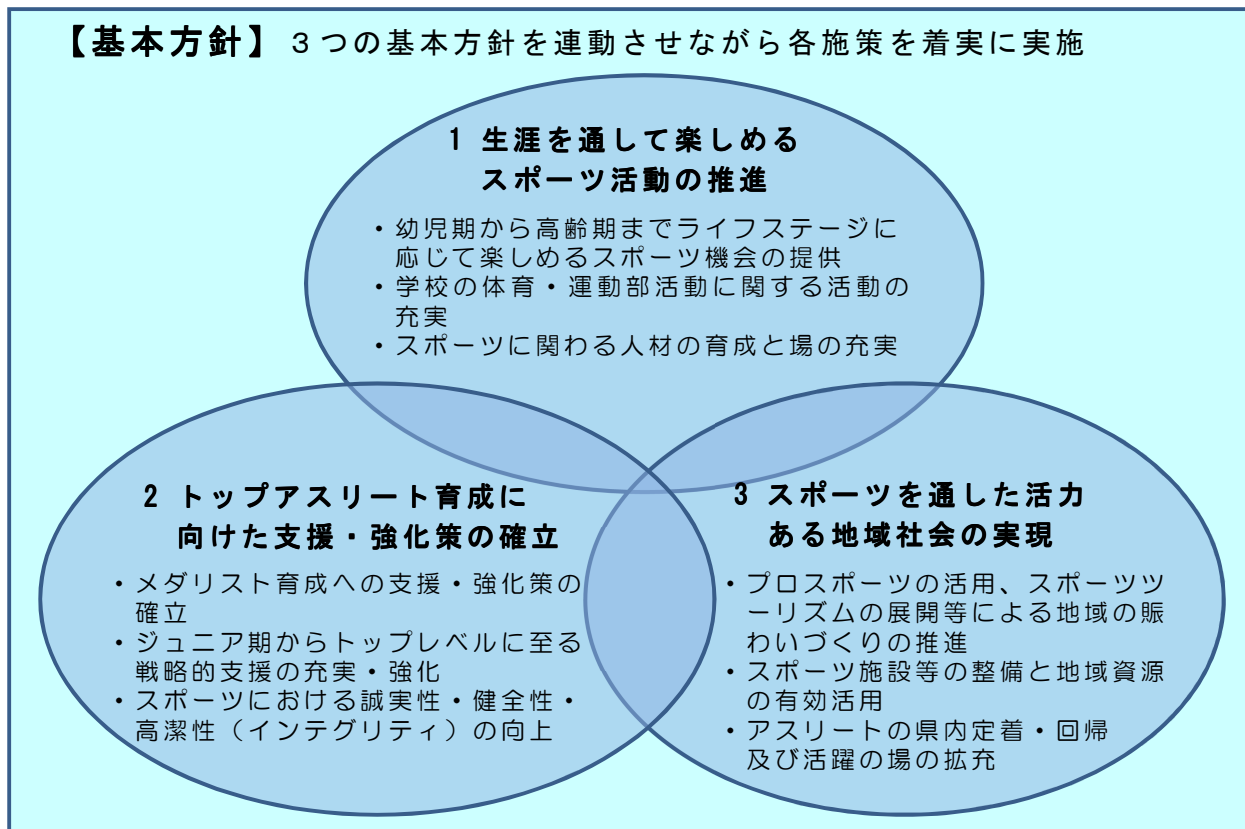 【基本方針】３つの基本方針を連動させながら各施策を着実に実施
1 生涯を通して楽しめる
スポーツ活動の推進
・幼児期から高齢期までライフステージに
応じて楽しめるスポーツ機会の提供
・学校の体育・運動部活動に関する活動の
充実
・スポーツに関わる人材の育成と場の充実
2 トップアスリート育成に
向けた支援・強化策の確立
・メダリスト育成への支援・強化策の
確立
・ジュニア期からトップレベルに至る
戦略的支援の充実・強化
・スポーツにおける誠実性・健全性・
高潔性（インテグリティ）の向上
3 スポーツを通した活力
ある地域社会の実現
・プロスポーツの活用、スポーツツ
ーリズムの展開等による地域の賑
わいづくりの推進
・スポーツ施設等の整備と地域資源
の有効活用
・アスリートの県内定着・回帰
及び活躍の場の拡充